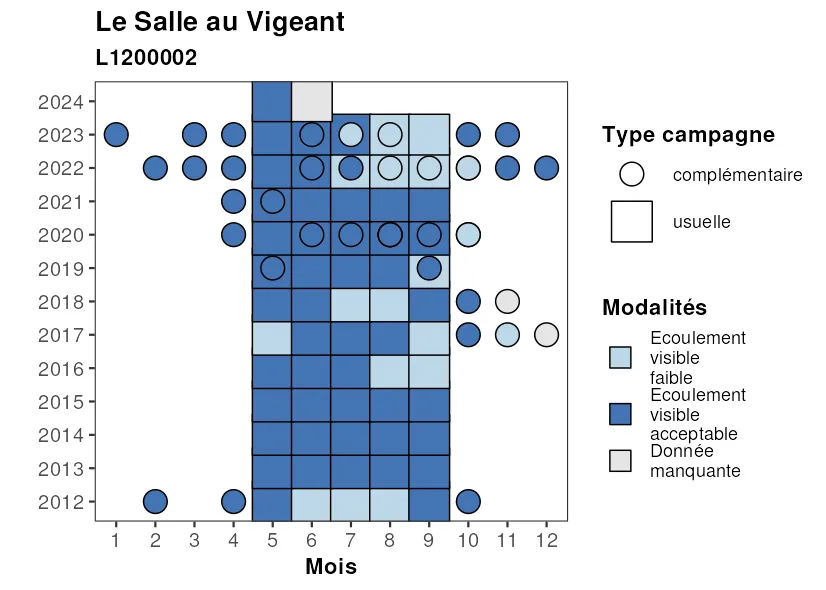 Le Salle au Vigeant
L1200002
2024
2023
2022
2021
2020
2019
2018
2017
2016
2015
2014
2013
2012
1 2 3 4 5 6 7 8 9 10 11 12
Mois
Type campagne
complémentaire
usuelle
Modalités
Ecoulement
visible
faible
Ecoulement
visible
acceptable
Donnée
manquante